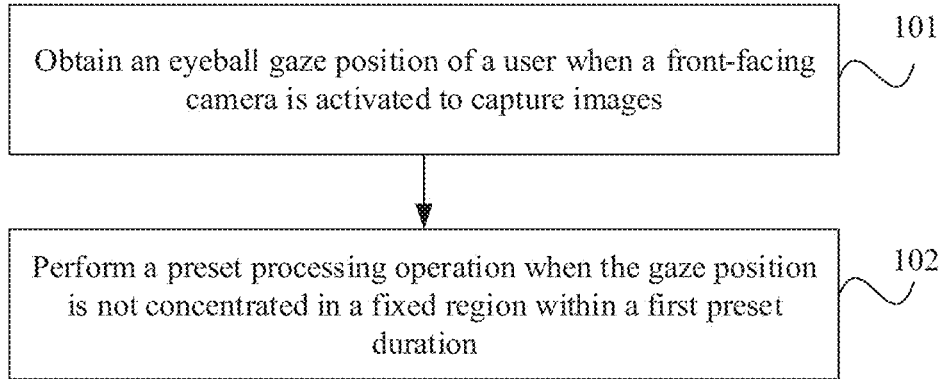 101
Obtain an eyeball gaze position of a user when a front-facing
camera is activated to capture images
102
Perform a preset processing operation when the gaze position
is not concentrated in a fixed region within a first preset
duration